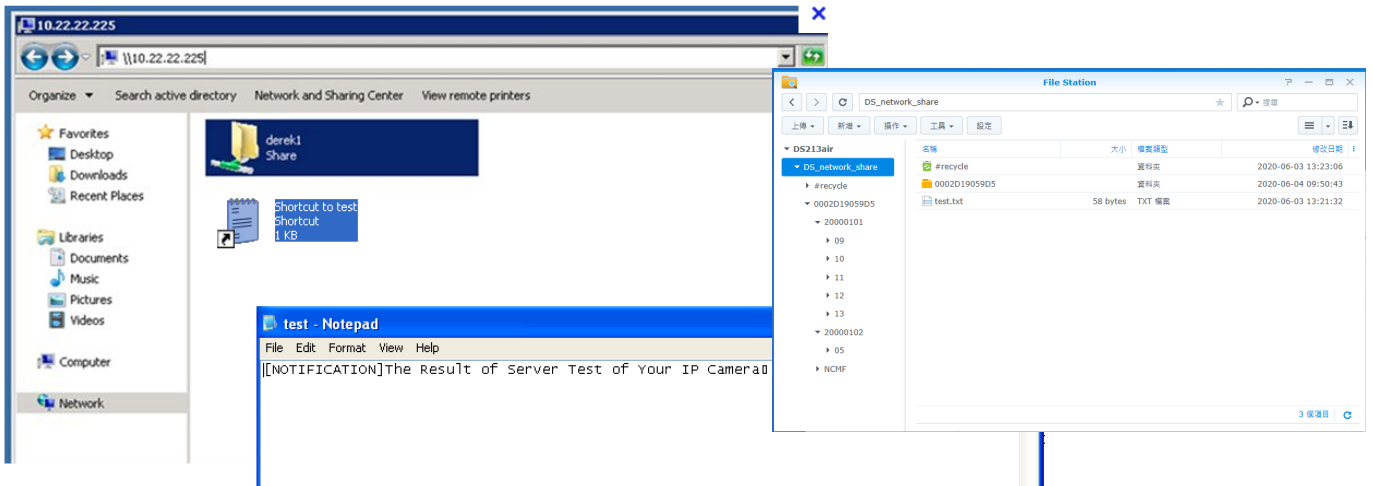 10.22.22.225
\\10.22.22.225
Organize Search active directory Network and Sharing Center View remote printers
Favorites
Desktop
Downloads
Recent Places
Libraries
Documents
Music
Pictures
Videos
Computer
Network
derek1
Share
Shortcut to test
Shortcut
1 KB
test - Notepad
File Edit Format View Help
[NOTIFICATION]The Result of Server Test of Your IP Camera
File Station
DS_network_share
搜尋
上傳 新增 操作 工具 設定
DS213air
DS_network_share
#recycle
0002D19059D5
20000101
09
10
11
12
13
20000102
05
NCMF
名稱 大小 檔案類型 修改日期
#recycle 資料夾 2020-06-03 13:23:06
0002D19059D5 資料夾 2020-06-04 09:50:43
test.txt 58 bytes TXT 檔案 2020-06-03 13:21:32
3 個項目